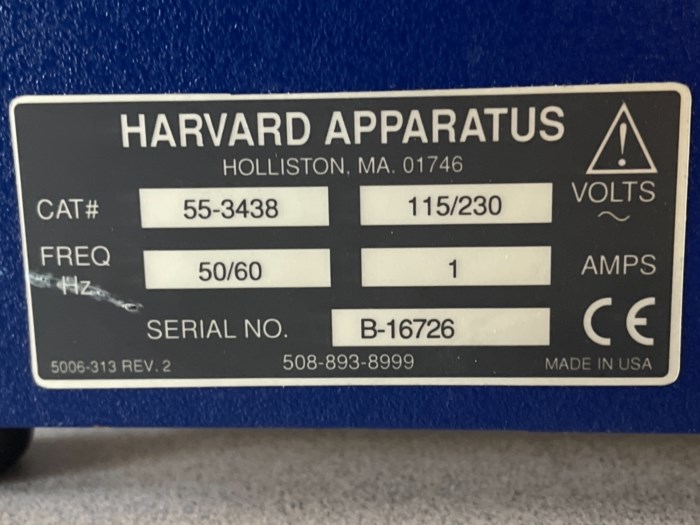 HARVARD APPARATUS
HOLLISTON, MA. 01746
CAT# 55-3438 115/230 VOLTS ~
FREQ Hz 50/60 1 AMPS
SERIAL NO. B-16726 CE
5006-313 REV. 2 508-893-8999 MADE IN USA